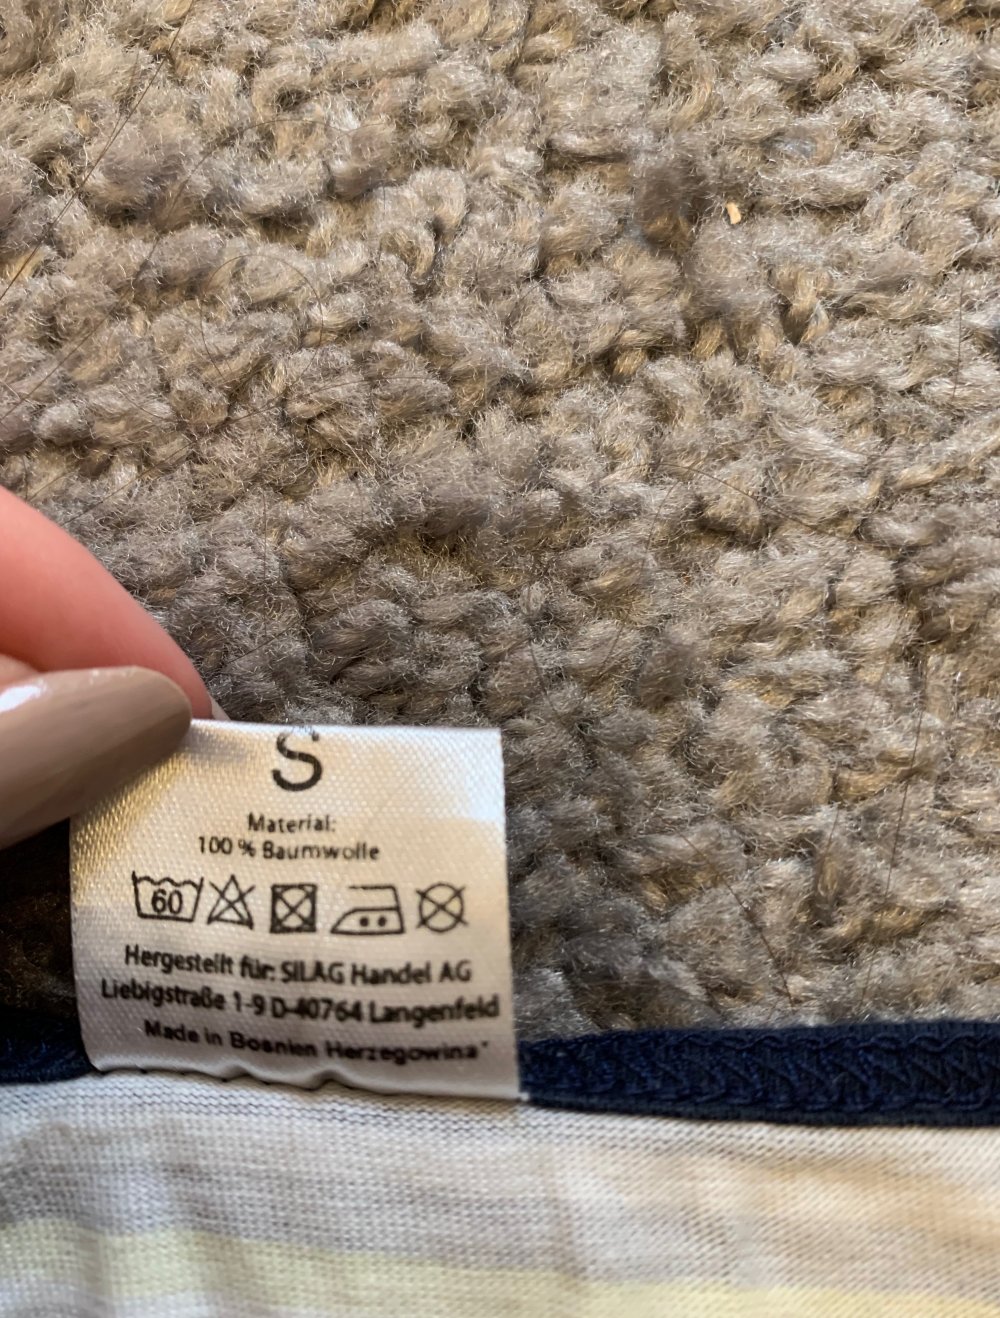 S
Material:
100 % Baumwolle
60
Hergestellt für: SILAG Handel AG
Liebigstraße 1-9 D-40764 Langenfeld
Made in Bosnien Herzegowina